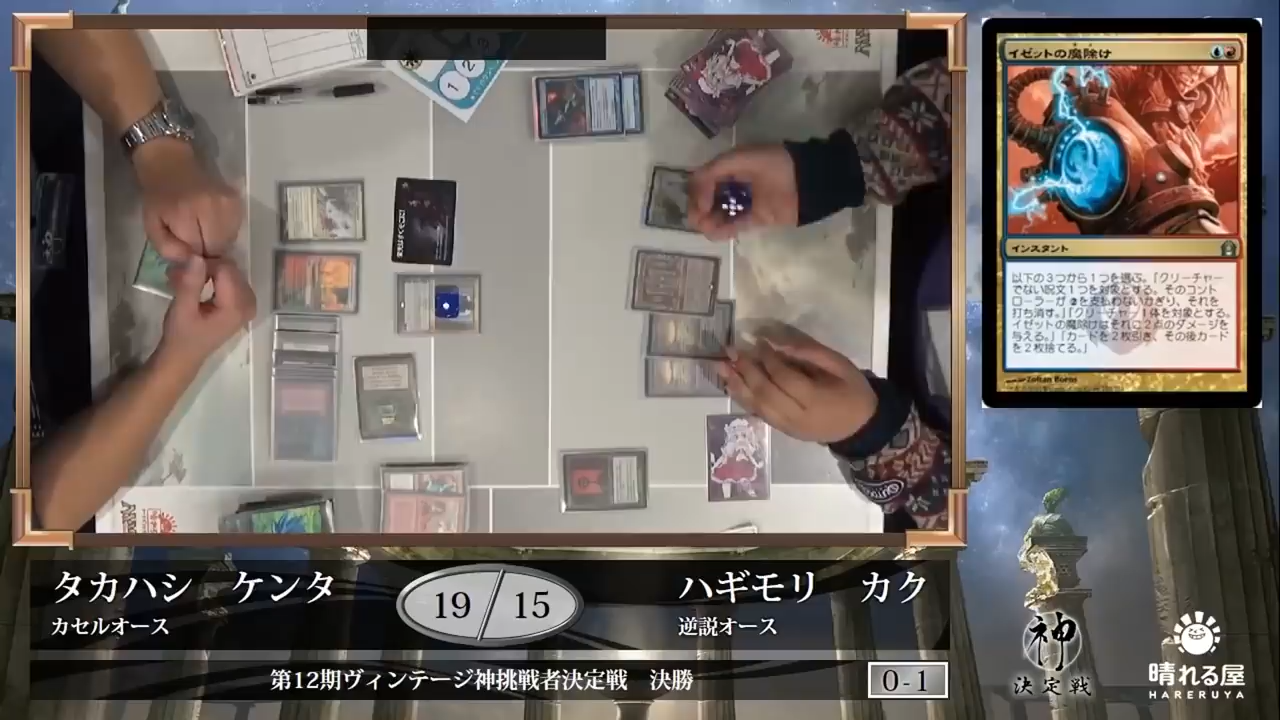 イゼットの魔除け
インスタント
以下の3つから1つを選ぶ。「クリーチャー
でない呪文1つを対象とする。そのコント
ローラーが②を支払わないかぎり、それを
打ち消す。」「クリーチャー1体を対象とする。
イゼットの魔除けはそれに2点のダメージを
与える。」「カードを2枚引き、その後カード
を2枚捨てる。」
Zoltan Boros
タカハシ ケンタ
カセルオース
19 / 15
ハギモリ カク
逆説オース
第12期ヴィンテージ神挑戦者決定戦 決勝
0-1
神
決定戦
晴れる屋
HARERUYA